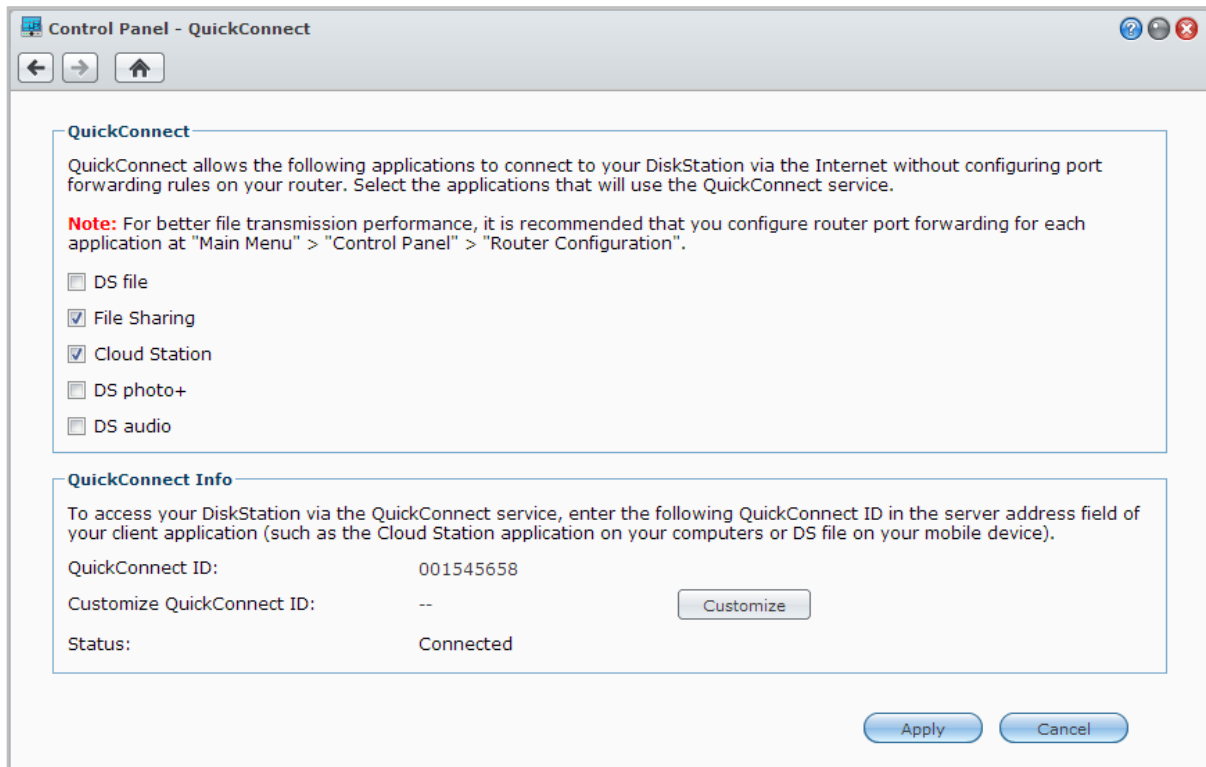 Control Panel - QuickConnect
QuickConnect
QuickConnect allows the following applications to connect to your DiskStation via the Internet without configuring port
forwarding rules on your router. Select the applications that will use the QuickConnect service.
Note: For better file transmission performance, it is recommended that you configure router port forwarding for each
application at "Main Menu" > "Control Panel" > "Router Configuration".
DS file
File Sharing
Cloud Station
DS photo+
DS audio
QuickConnect Info
To access your DiskStation via the QuickConnect service, enter the following QuickConnect ID in the server address field of
your client application (such as the Cloud Station application on your computers or DS file on your mobile device).
QuickConnect ID: 001545658
Customize QuickConnect ID: -- Customize
Status: Connected
Apply Cancel